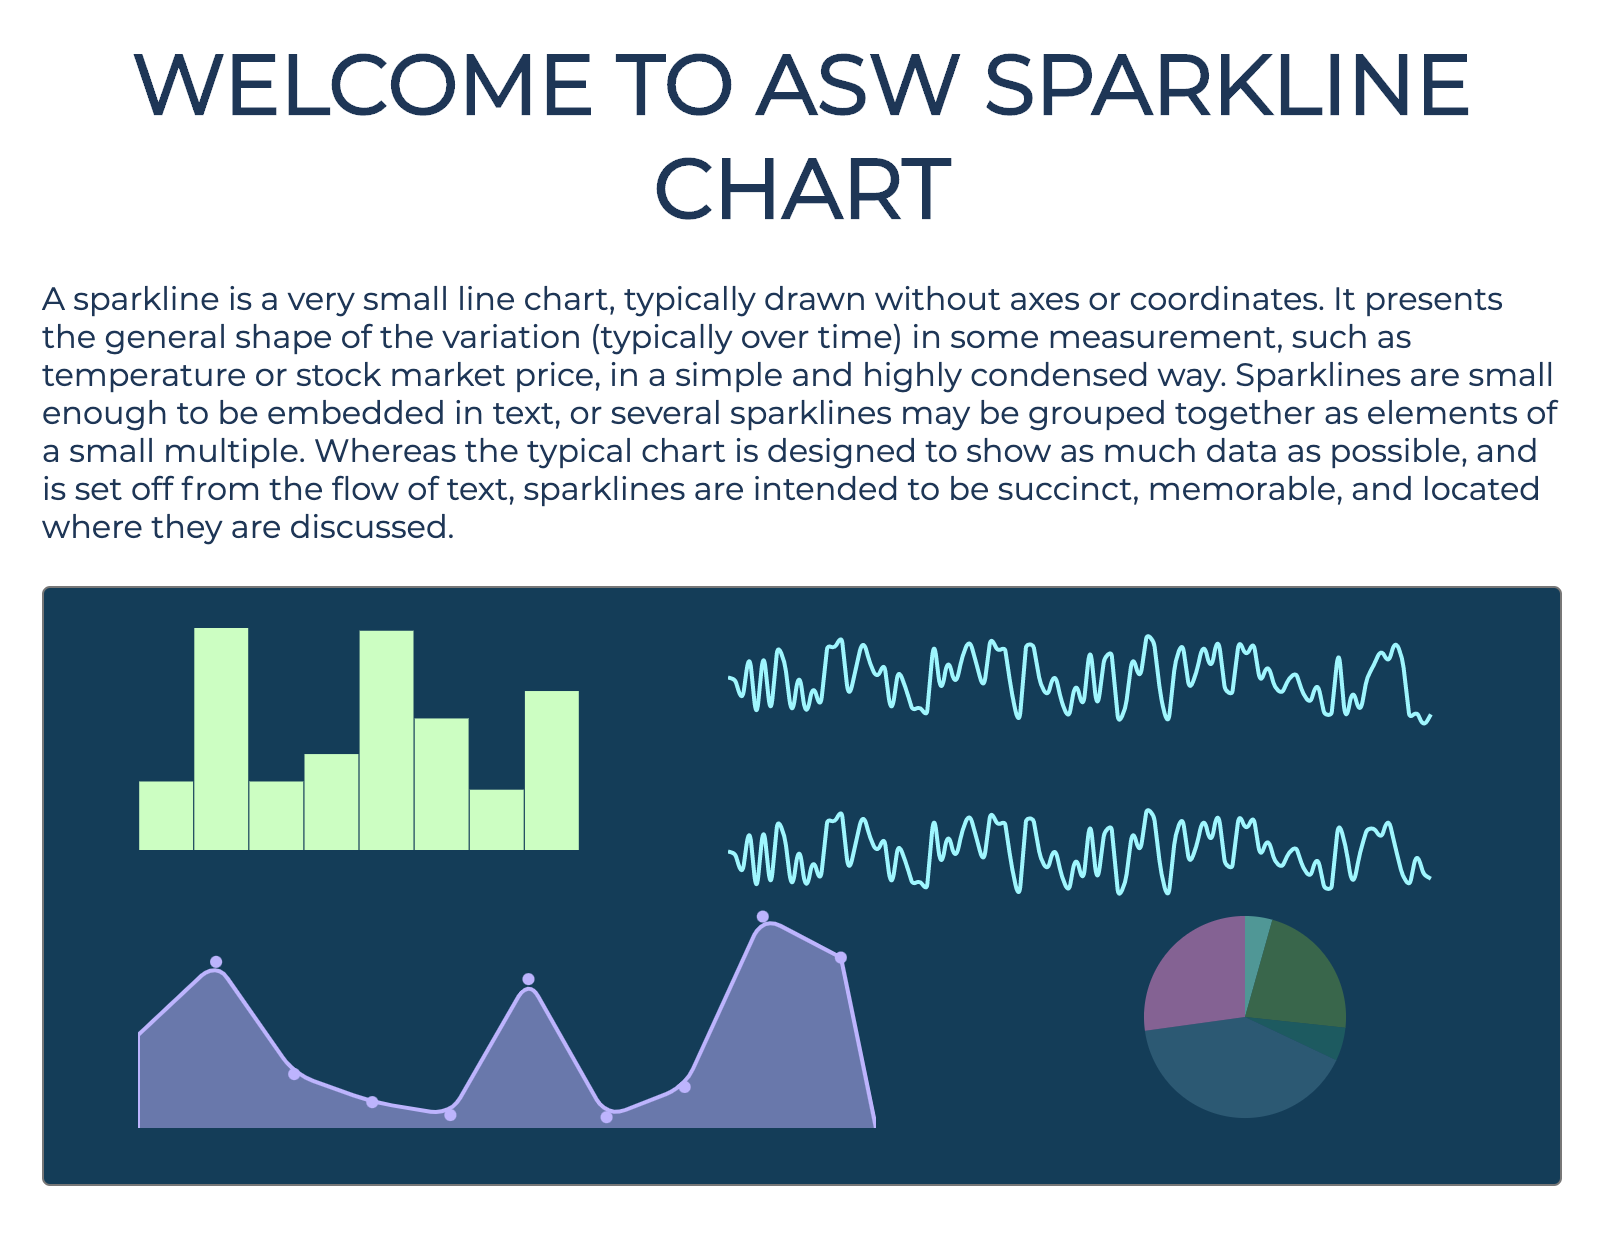 WELCOME TO ASW SPARKLINE
CHART
A sparkline is a very small line chart, typically drawn without axes or coordinates. It presents
the general shape of the variation (typically over time) in some measurement, such as
temperature or stock market price, in a simple and highly condensed way. Sparklines are small
enough to be embedded in text, or several sparklines may be grouped together as elements of
a small multiple. Whereas the typical chart is designed to show as much data as possible, and
is set off from the flow of text, sparklines are intended to be succinct, memorable, and located
where they are discussed.